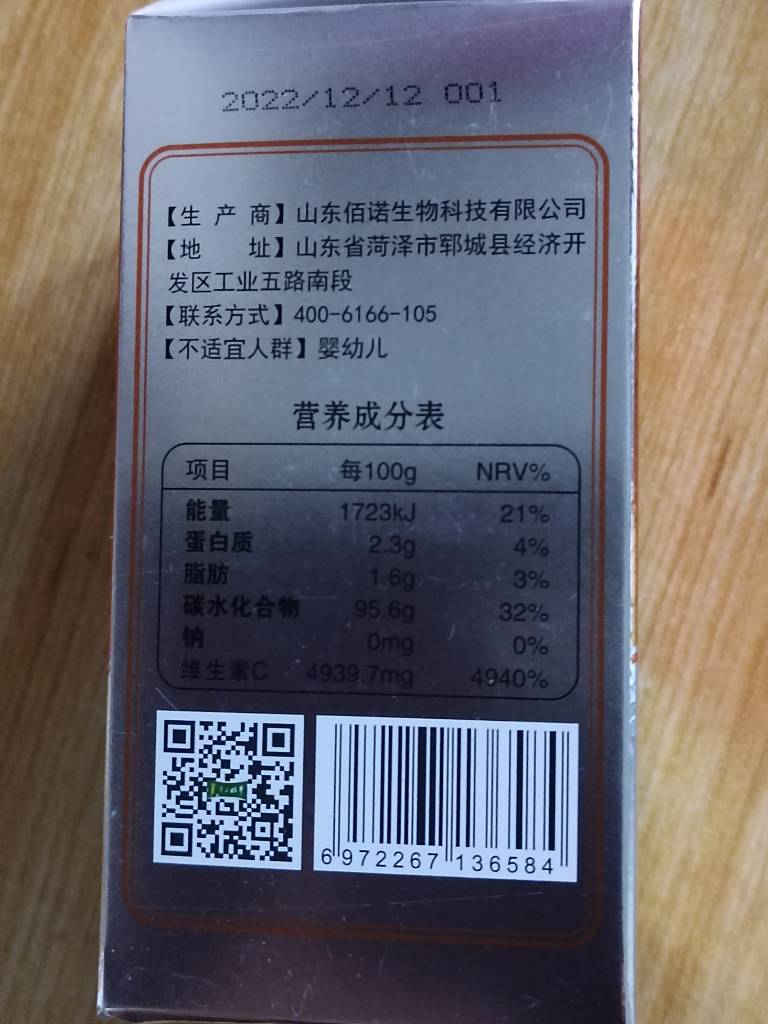 2022/12/12 001
【生 产 商】山东佰诺生物科技有限公司
【地 址】山东省菏泽市郓城县经济开
发区工业五路南段
【联系方式】400-6166-105
【不适宜人群】婴幼儿
营养成分表
项目 每100g NRV%
能量 1723kJ 21%
蛋白质 2.3g 4%
脂肪 1.6g 3%
碳水化合物 95.6g 32%
钠 0mg 0%
维生素C 4939.7mg 4940%
6 972267 136584